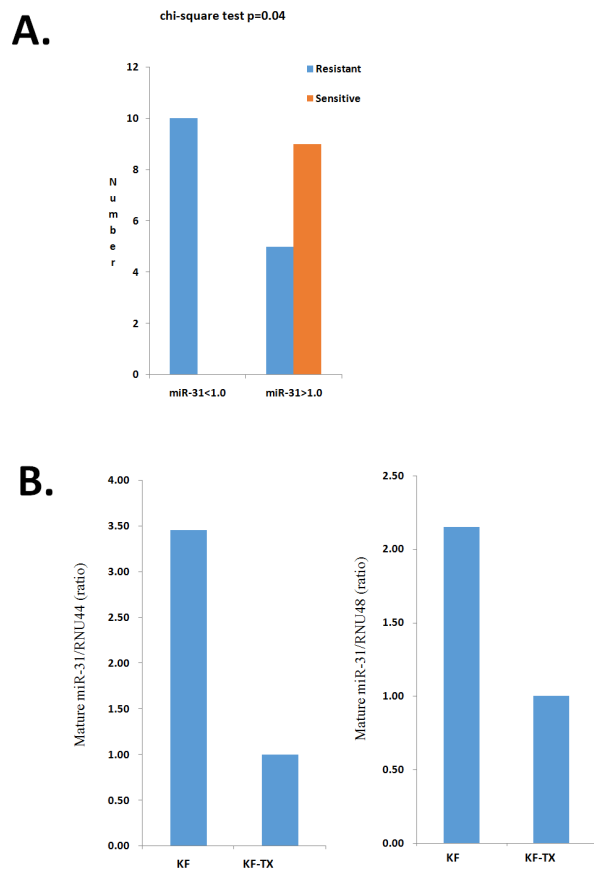 chi-square test p=0.04
A.
Resistant
Sensitive
Number
12
10
8
6
4
2
0
miR-31<1.0
miR-31>1.0
B.
Mature miR-31/RNU44 (ratio)
4.00
3.50
3.00
2.50
2.00
1.50
1.00
0.50
0.00
KF
KF-TX
Mature miR-31/RNU48 (ratio)
2.50
2.00
1.50
1.00
0.50
0.00
KF
KF-TX